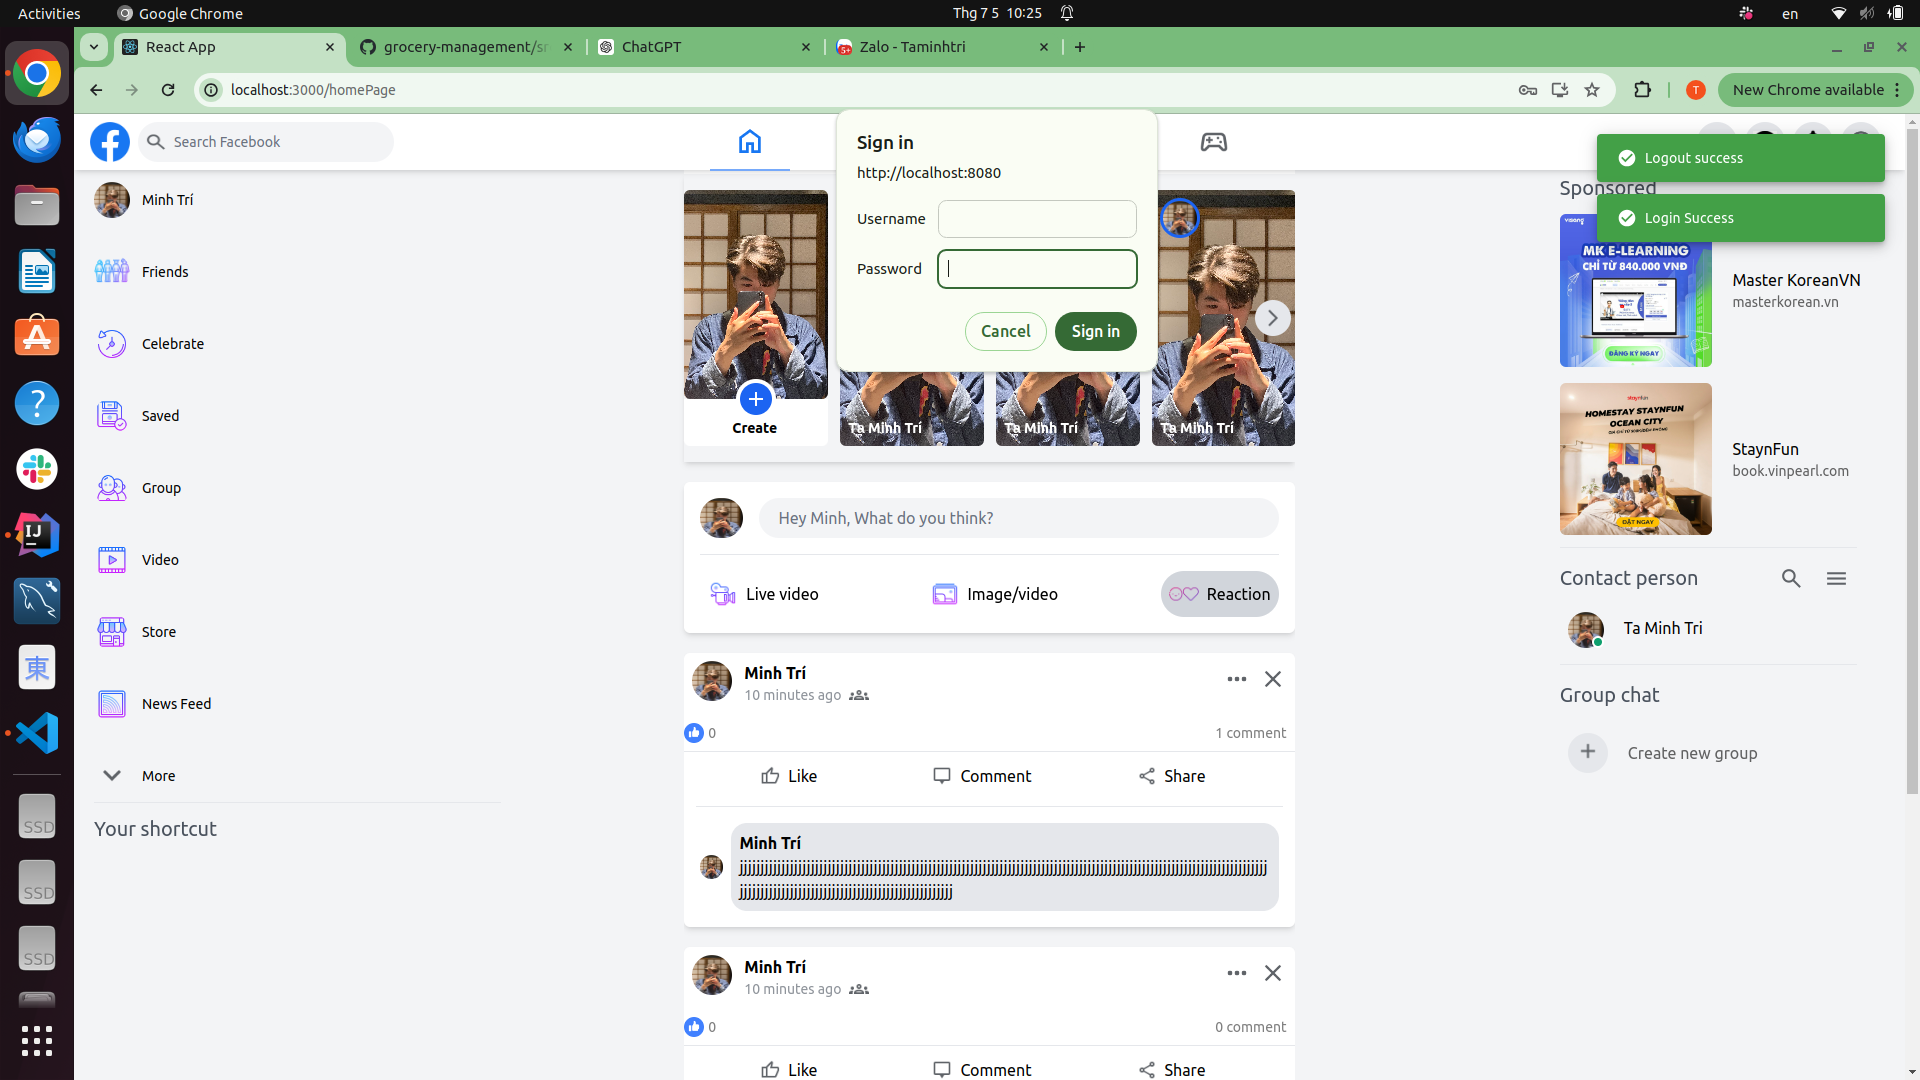 Activities
Google Chrome
Thg 7 5 10:25
en
React App
grocery-management/sr
ChatGPT
Zalo - Taminhtri
localhost:3000/homePage
New Chrome available
Search Facebook
Sign in
http://localhost:8080
Username
Password
Cancel
Sign in
Logout success
Login Success
Minh Trí
Friends
Celebrate
Saved
Group
Video
Store
News Feed
More
Your shortcut
Create
Ta Minh Trí
Ta Minh Trí
Ta Minh Trí
Hey Minh, What do you think?
Live video
Image/video
Reaction
Minh Trí
10 minutes ago
0
1 comment
Like
Comment
Share
Minh Trí
Minh Trí
10 minutes ago
0
0 comment
Like
Comment
Share
Sponsored
MK E-LEARNING
CHỈ TỪ 840.000 VNĐ
ĐĂNG KÝ NGAY
Master KoreanVN
masterkorean.vn
staynfun
HOMESTAY STAYNFUN
OCEAN CITY
ĐẶT NGAY
StaynFun
book.vinpearl.com
Contact person
Ta Minh Tri
Group chat
Create new group
SSD
SSD
SSD
東
IJ
5+
T